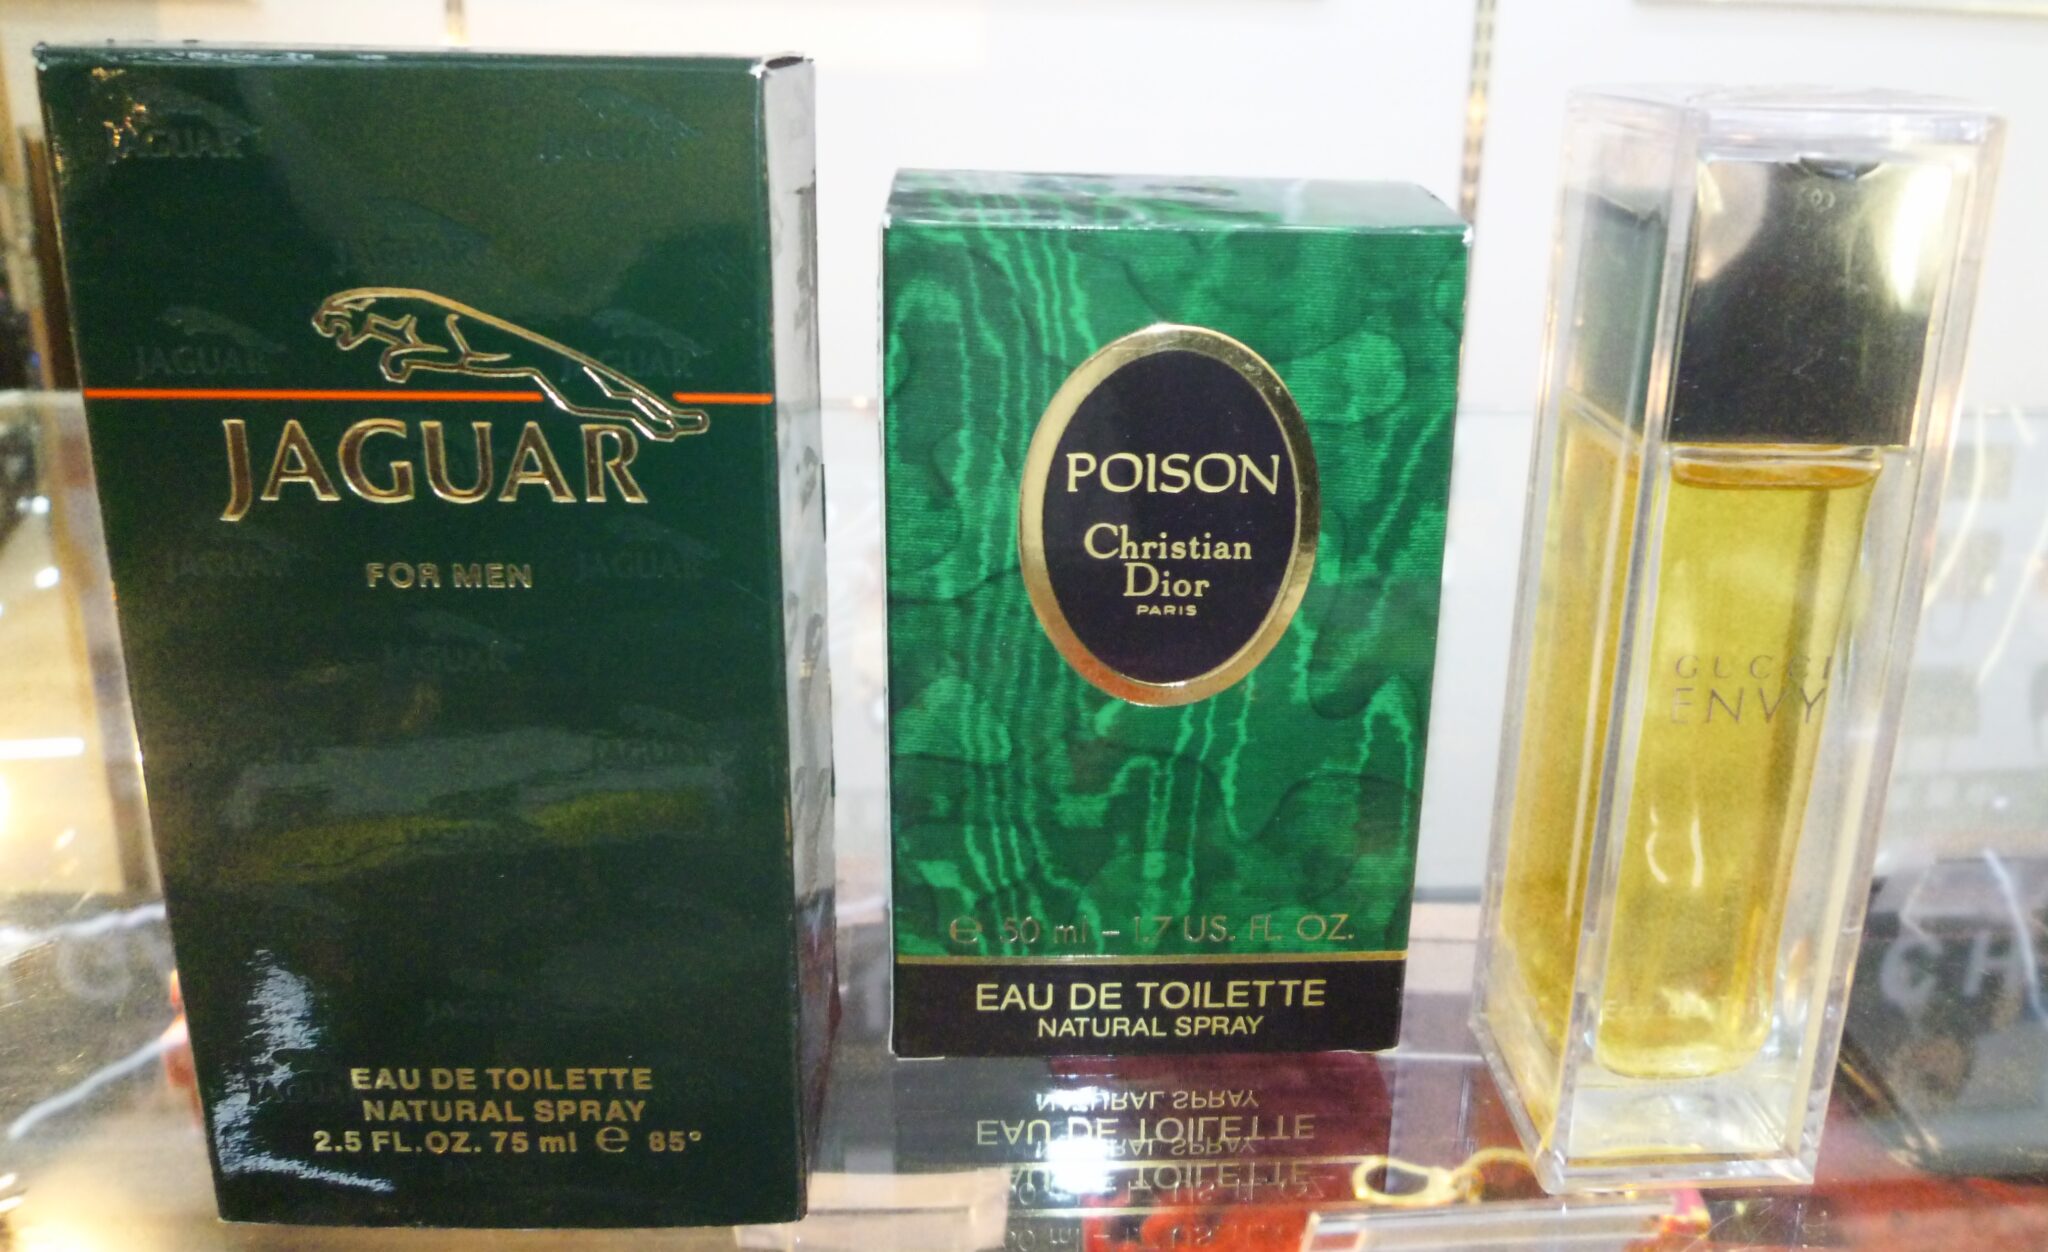 JAGUAR
FOR MEN
EAU DE TOILETTE
NATURAL SPRAY
2.5 FL.OZ. 75 ml ℮ 85°
POISON
Christian
Dior
PARIS
℮ 50 ml – 1.7 US. FL. OZ.
EAU DE TOILETTE
NATURAL SPRAY
GUCCI
ENVY